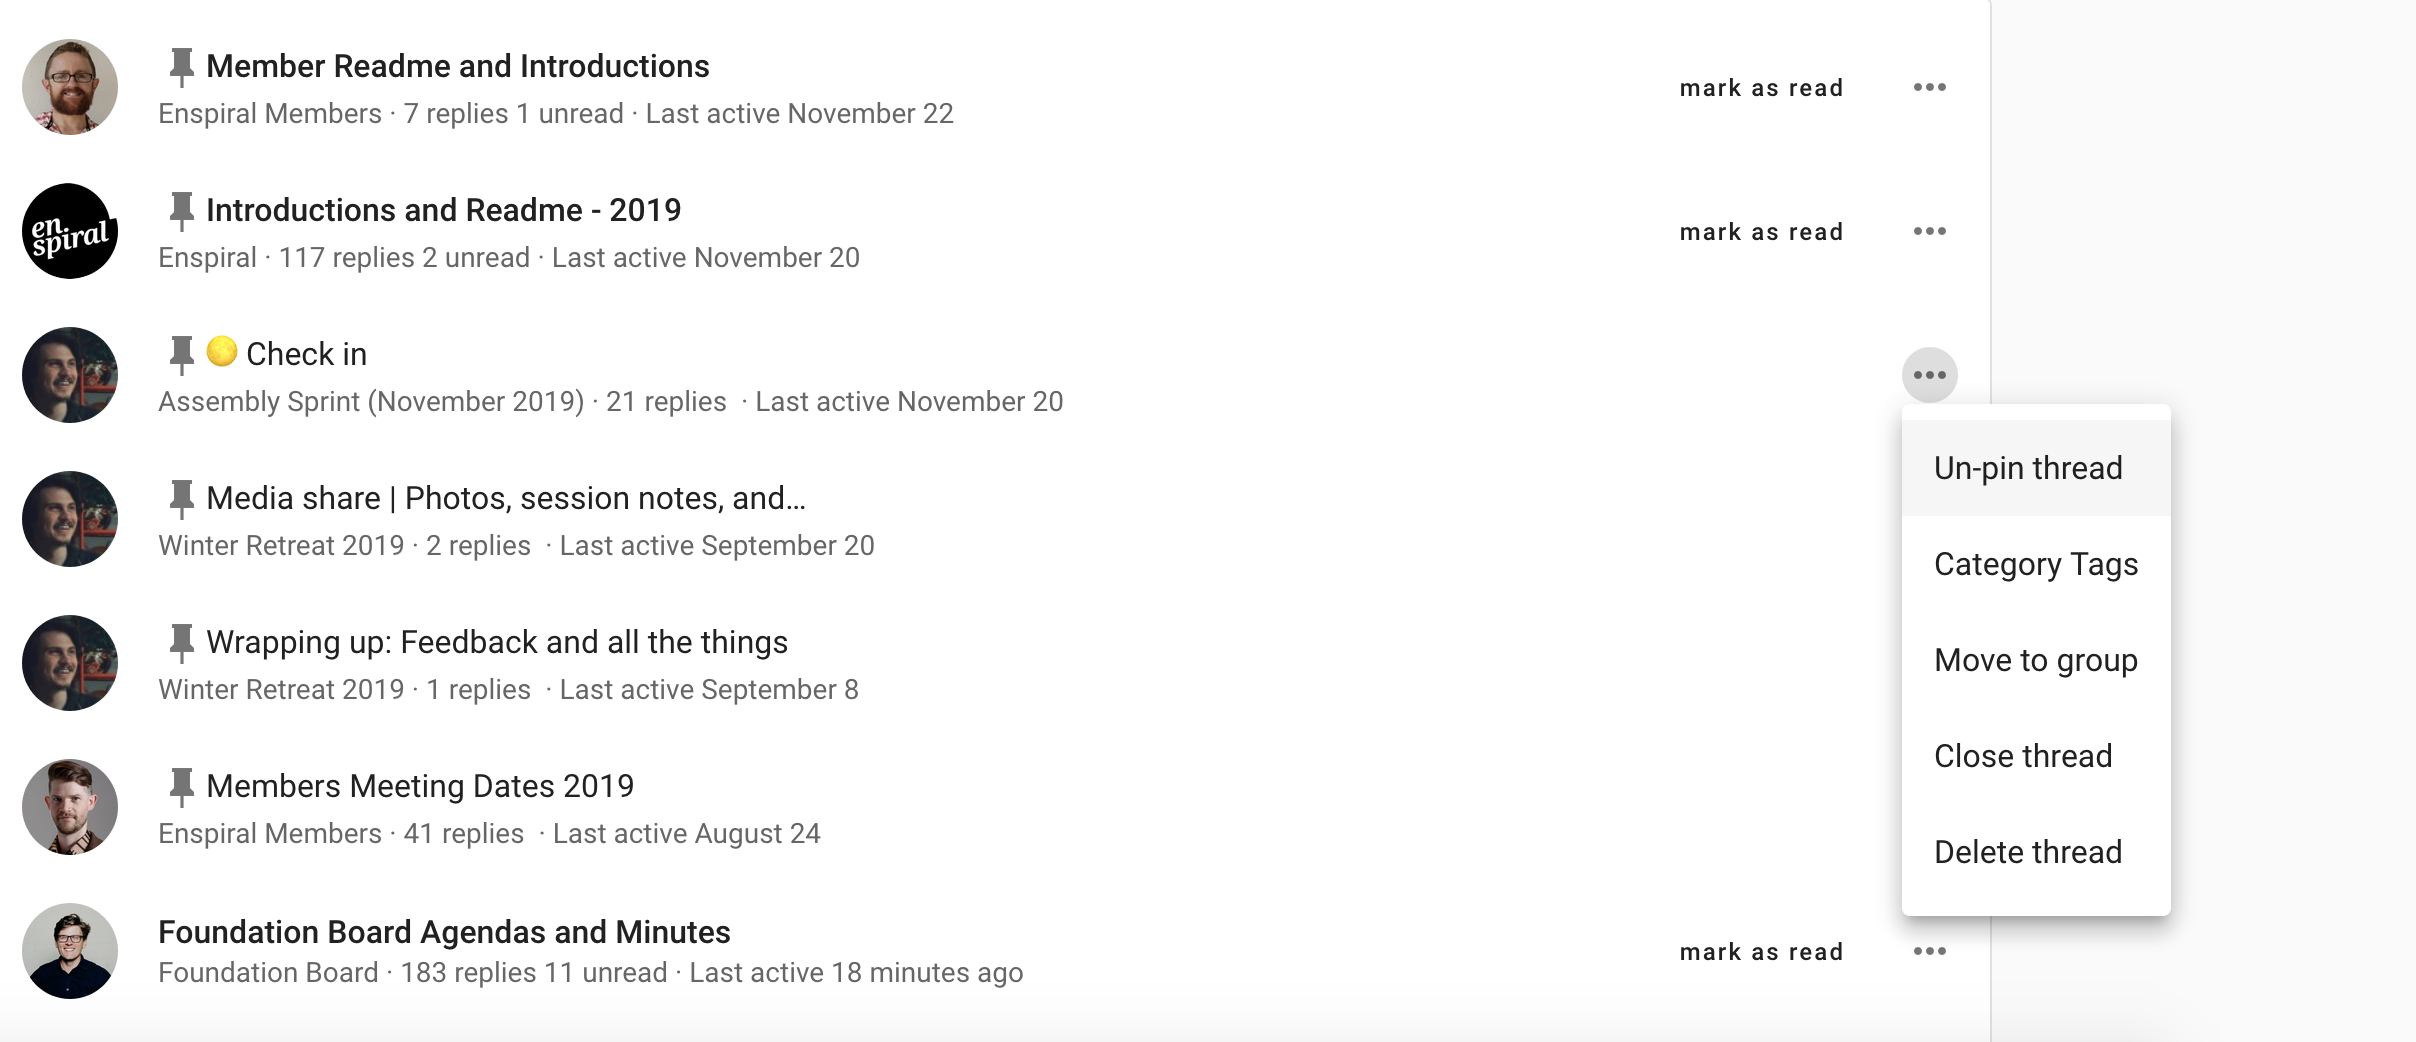 Member Readme and Introductions
Enspiral Members · 7 replies 1 unread · Last active November 22
mark as read
en.
spiral
Introductions and Readme - 2019
Enspiral · 117 replies 2 unread · Last active November 20
mark as read
Check in
Assembly Sprint (November 2019) · 21 replies · Last active November 20
Media share | Photos, session notes, and...
Winter Retreat 2019 · 2 replies · Last active September 20
Wrapping up: Feedback and all the things
Winter Retreat 2019 · 1 replies · Last active September 8
Members Meeting Dates 2019
Enspiral Members · 41 replies · Last active August 24
Foundation Board Agendas and Minutes
Foundation Board · 183 replies 11 unread · Last active 18 minutes ago
mark as read
Un-pin thread
Category Tags
Move to group
Close thread
Delete thread